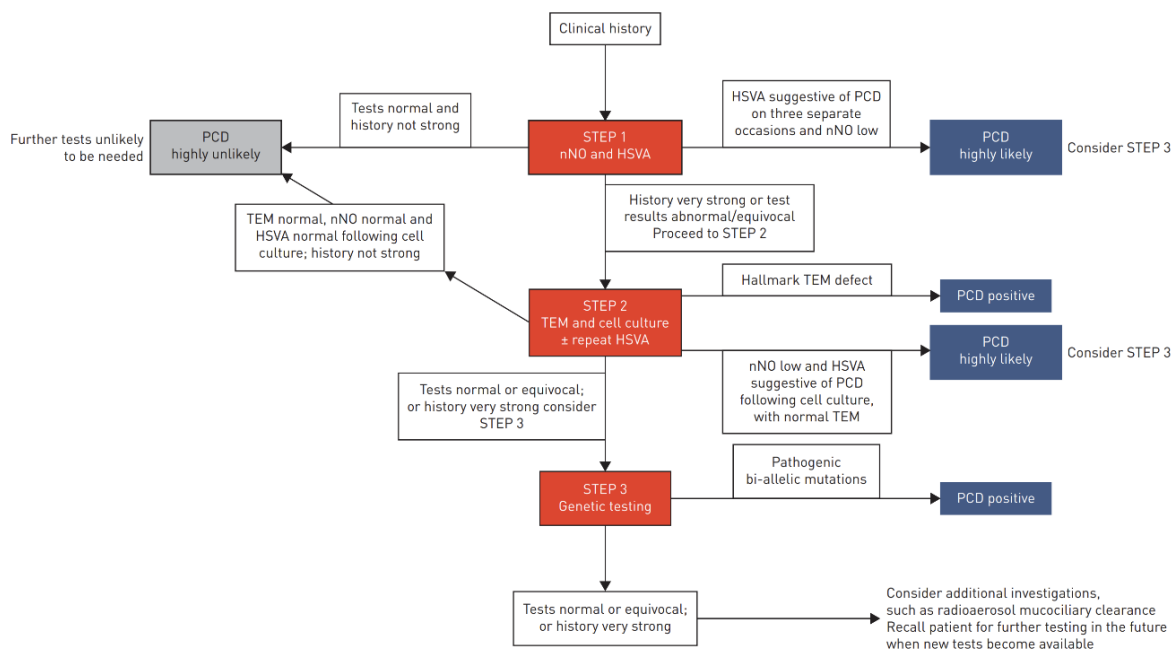 Clinical history
Tests normal and
history not strong
HSVA suggestive of PCD
on three separate
occasions and nNO low
Further tests unlikely
to be needed
PCD
highly unlikely
STEP 1
nNO and HSVA
PCD
highly likely
Consider STEP 3
History very strong or test
results abnormal/equivocal
Proceed to STEP 2
TEM normal, nNO normal and
HSVA normal following cell
culture; history not strong
Hallmark TEM defect
PCD positive
STEP 2
TEM and cell culture
± repeat HSVA
PCD
highly likely
Consider STEP 3
nNO low and HSVA
suggestive of PCD
following cell culture,
with normal TEM
Tests normal or equivocal;
or history very strong consider
STEP 3
Pathogenic
bi-allelic mutations
STEP 3
Genetic testing
PCD positive
Tests normal or equivocal;
or history very strong
Consider additional investigations,
such as radioaerosol mucociliary clearance
Recall patient for further testing in the future
when new tests become available